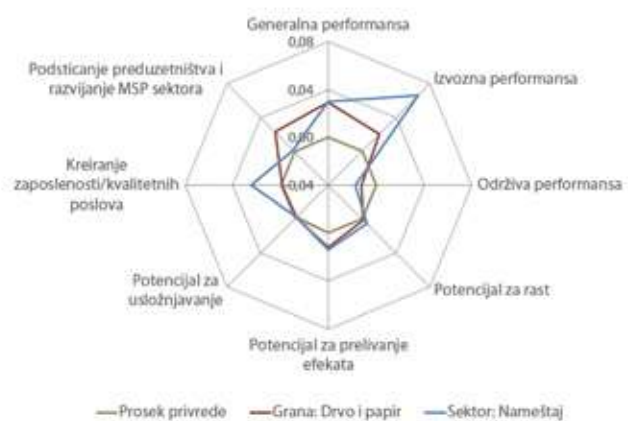 Generalna performansa
0,08
Podsticanje preduzetništva i
razvijanje MSP sektora
0,04
Izvozna performansa
0,00
Kreiranje
zaposlenosti/kvalitetnih
poslova
-0,04
Održiva performansa
Potencijal za
usložnjavanje
Potencijal za rast
Potencijal za prelivanje
efekata
Prosek privrede
Grana: Drvo i papir
Sektor: Nameštaj